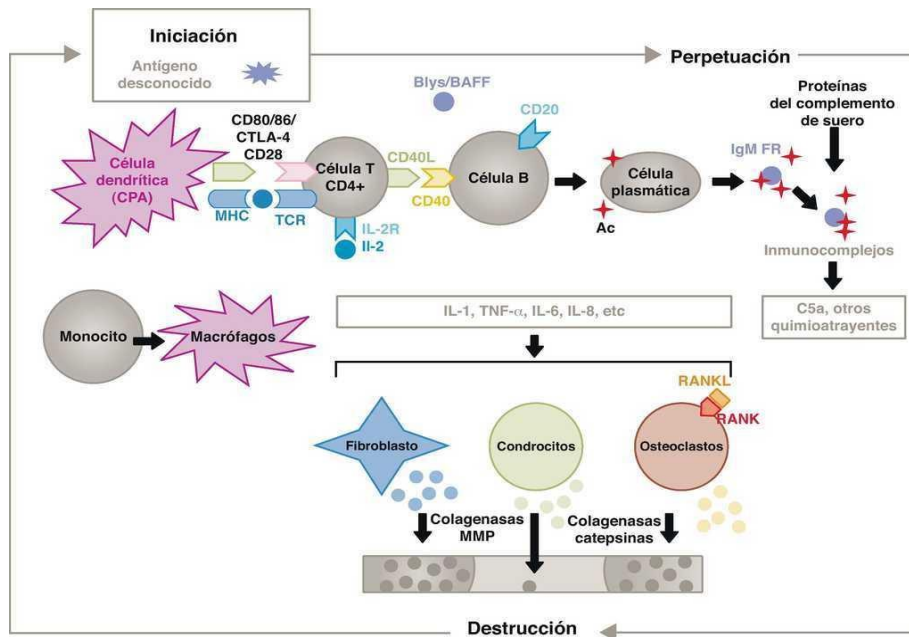 Iniciación
Antígeno
desconocido
Perpetuación
Blys/BAFF
CD20
Proteínas
del complemento
de suero
CD80/86/
CTLA-4
CD28
Célula
dendrítica
(CPA)
Célula T
CD4+
CD40L
CD40
Célula B
Célula
plasmática
IgM FR
MHC
TCR
IL-2R
Il-2
Ac
Inmunocomplejos
C5a, otros
quimioatrayentes
Monocito
Macrófagos
IL-1, TNF-α, IL-6, IL-8, etc
RANKL
RANK
Fibroblasto
Condrocitos
Osteoclastos
Colagenasas
MMP
Colagenasas
catepsinas
Destrucción